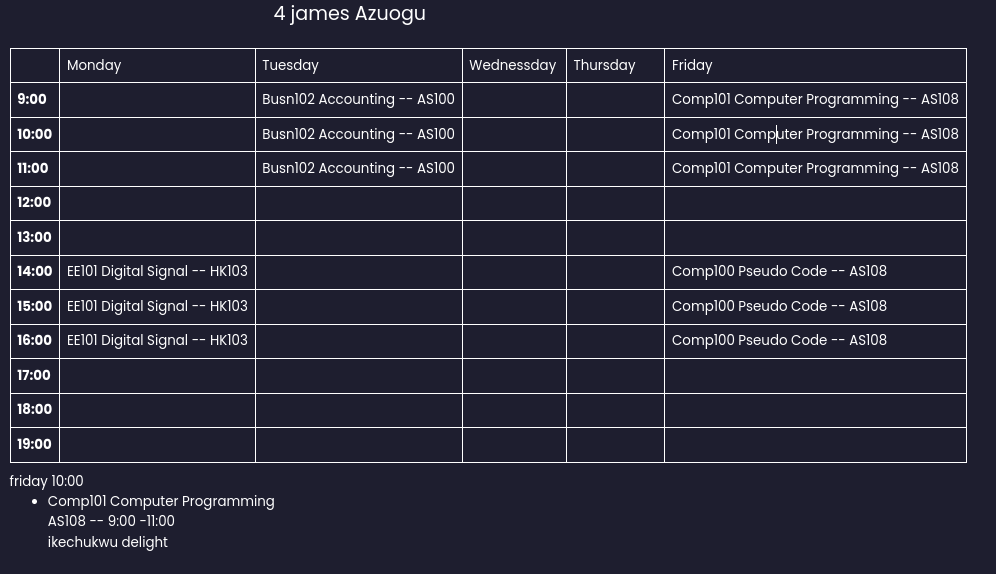 4 james Azuogu
Monday Tuesday Wednessday Thursday Friday
9:00 Busn102 Accounting -- AS100 Comp101 Computer Programming -- AS108
10:00 Busn102 Accounting -- AS100 Comp101 Computer Programming -- AS108
11:00 Busn102 Accounting -- AS100 Comp101 Computer Programming -- AS108
12:00
13:00
14:00 EE101 Digital Signal -- HK103 Comp100 Pseudo Code -- AS108
15:00 EE101 Digital Signal -- HK103 Comp100 Pseudo Code -- AS108
16:00 EE101 Digital Signal -- HK103 Comp100 Pseudo Code -- AS108
17:00
18:00
19:00
friday 10:00
• Comp101 Computer Programming
AS108 -- 9:00 -11:00
ikechukwu delight